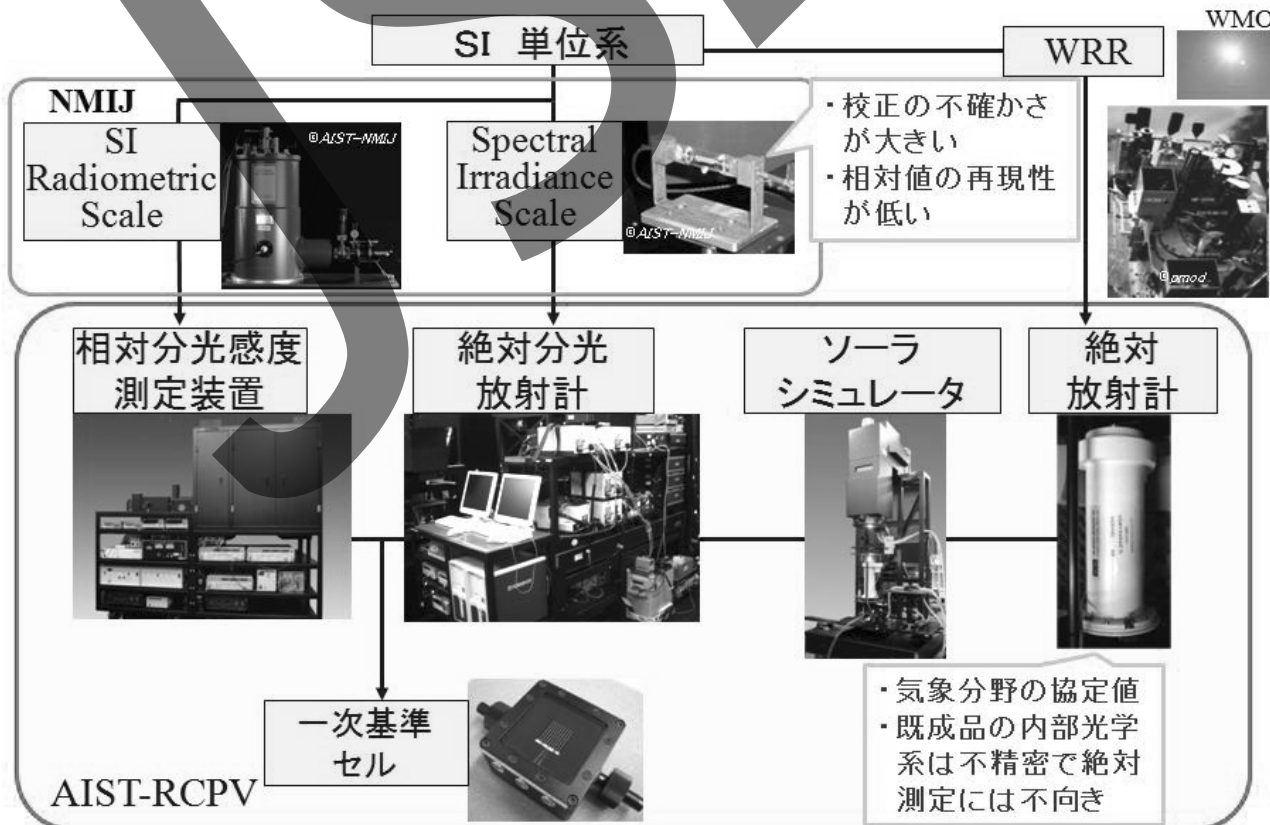 SI 単位系
WRR
WMO
NMIJ
SI
Radiometric
Scale
©AIST-NMIJ
Spectral
Irradiance
Scale
©AIST-NMIJ
・校正の不確かさ
が大きい
・相対値の再現性
が低い
©pmod
相対分光感度
測定装置
絶対分光
放射計
ソーラ
シミュレータ
絶対
放射計
一次基準
セル
・気象分野の協定値
・既成品の内部光学
系は不精密で絶対
測定には不向き
AIST-RCPV